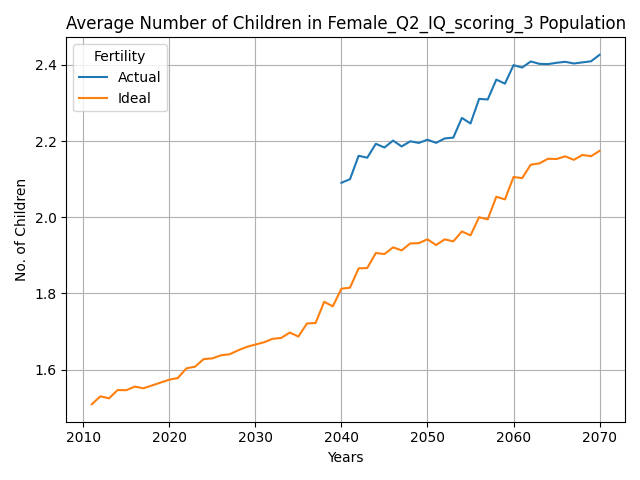 Average Number of Children in Female_Q2_IQ_scoring_3 Population
Fertility
Actual
Ideal
No. of Children
2.4
2.2
2.0
1.8
1.6
2010 2020 2030 2040 2050 2060 2070
Years